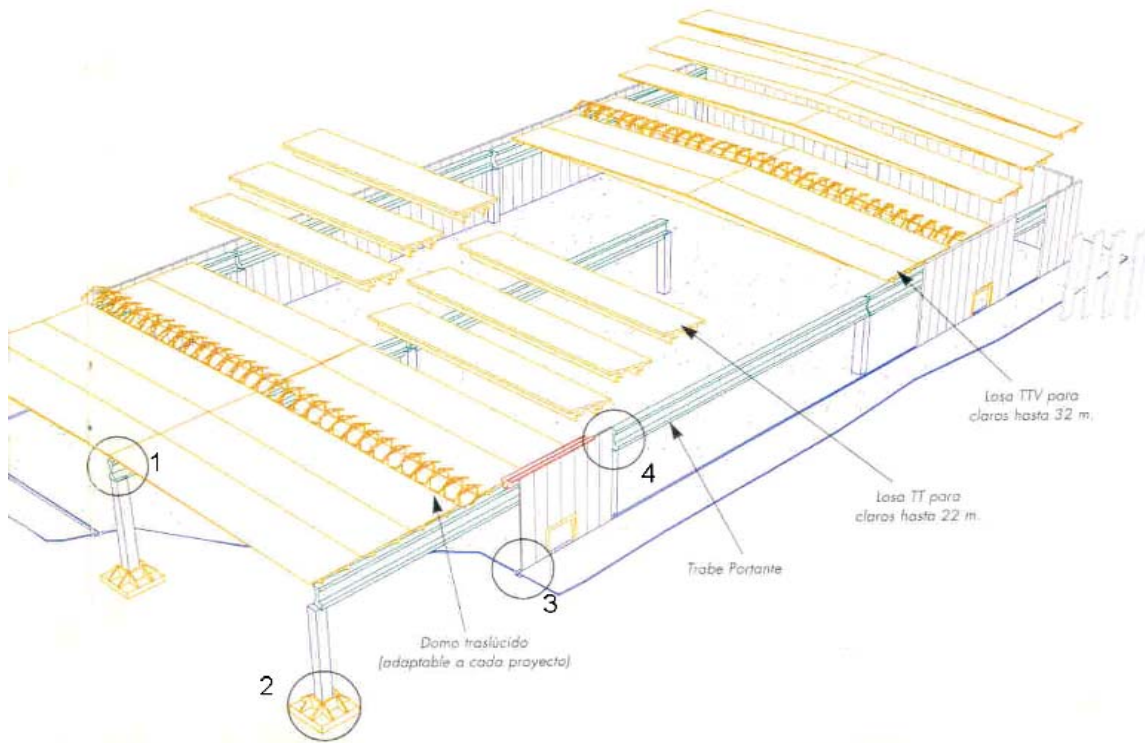 1
4
Losa TTV para
claros hasta 32 m.
Losa TT para
claros hasta 22 m.
Trabe Portante
3
Domo traslúcido
(adaptable a cada proyecto)
2